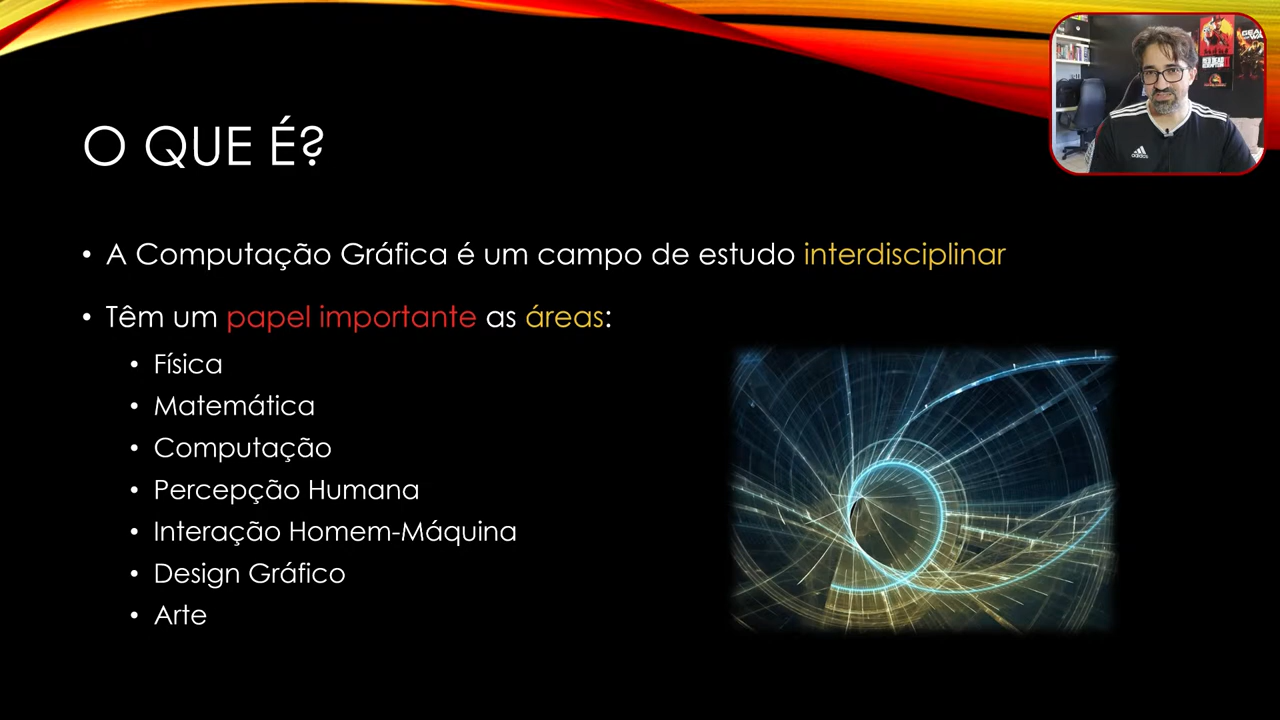 O QUE É?
• A Computação Gráfica é um campo de estudo interdisciplinar
• Têm um papel importante as áreas:
• Física
• Matemática
• Computação
• Percepção Humana
• Interação Homem-Máquina
• Design Gráfico
• Arte
adidas